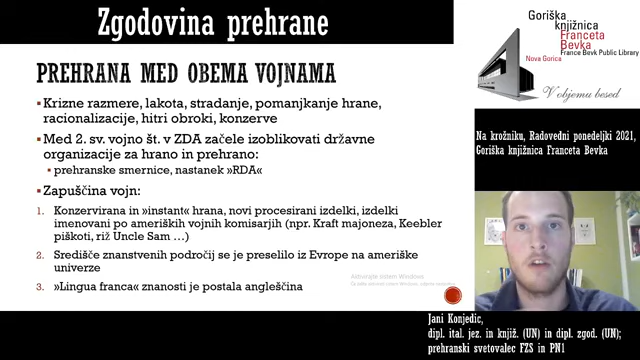 Zgodovina prehrane
PREHRANA MED OBEMA VOJNAMA
▪Krizne razmere, lakota, stradanje, pomanjkanje hrane,
racionalizacije, hitri obroki, konzerve
▪Med 2. sv. vojno št. v ZDA začele izoblikovati državne
organizacije za hrano in prehrano:
▪ prehranske smernice, nastanek »RDA«
▪Zapuščina vojn:
1. Konzervirana in »instant« hrana, novi procesirani izdelki, izdelki
imenovani po ameriških vojnih komisarjih (npr. Kraft majoneza, Keebler
piškoti, riž Uncle Sam ...)
2. Središče znanstvenih področij se je preselilo iz Evrope na ameriške
univerze
3. »Lingua franca« znanosti je postala angleščina
Aktivirajte sistem Windows
Goriška
knjižnica
Franceta
Bevka
France Bevk Public Library
Nova Gorica
V objemu besed
Na krožniku, Radovedni ponedeljki 2021,
Goriška knjižnica Franceta Bevka
Jani Konjedic,
dipl. ital. jez. in knjiž. (UN) in dipl. zgod. (UN);
prehranski svetovalec FZS in PN1